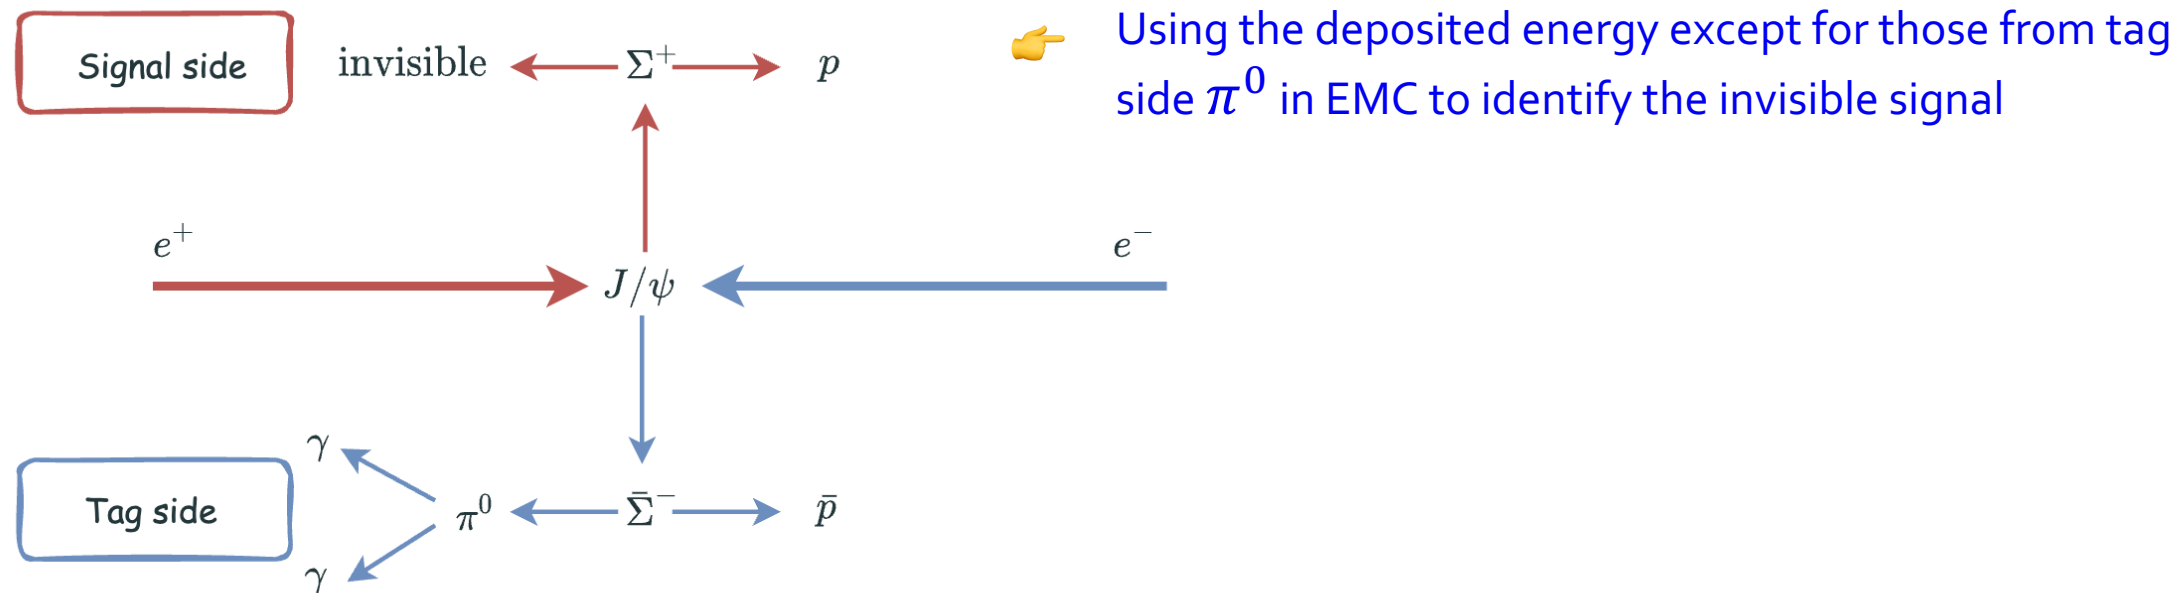 Signal side invisible Σ⁺ p
👉 Using the deposited energy except for those from tag
side π⁰ in EMC to identify the invisible signal
e⁺ e⁻
J/ψ
γ
Tag side π⁰ Σ̄⁻ p̄
γ